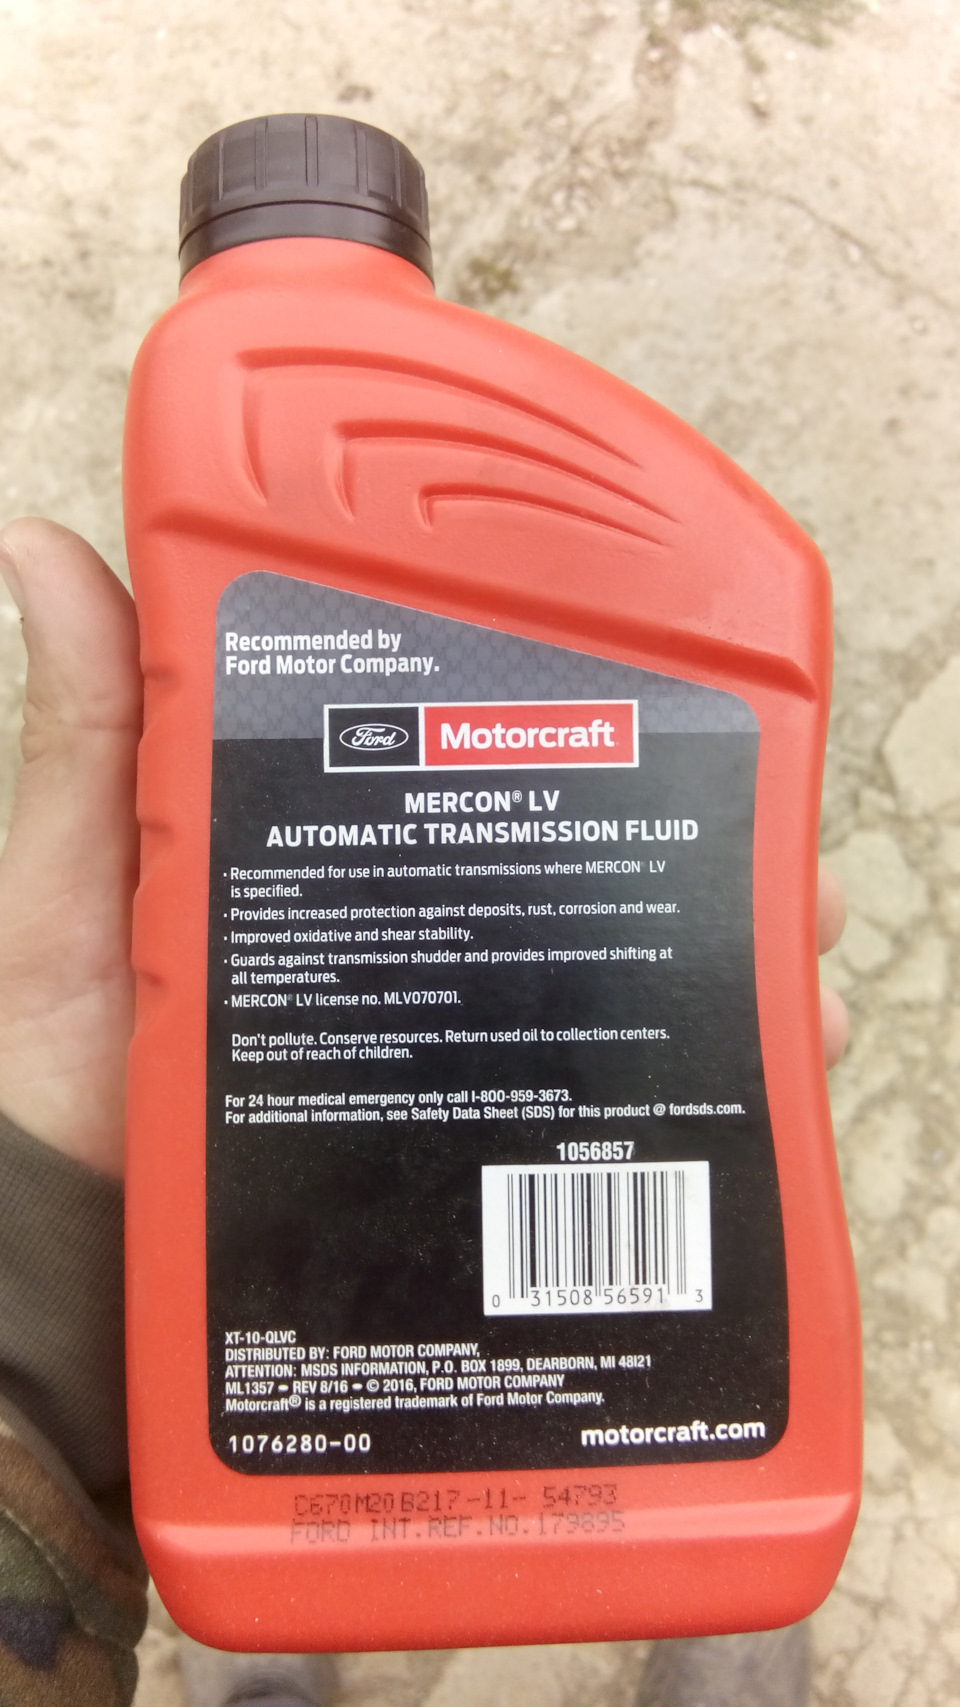 Recommended by
Ford Motor Company.
Ford Motorcraft
MERCON® LV
AUTOMATIC TRANSMISSION FLUID
· Recommended for use in automatic transmissions where MERCON® LV
is specified.
· Provides increased protection against deposits, rust, corrosion and wear.
· Improved oxidative and shear stability.
· Guards against transmission shudder and provides improved shifting at
all temperatures.
· MERCON® LV license no. MLV070701.
Don't pollute. Conserve resources. Return used oil to collection centers.
Keep out of reach of children.
For 24 hour medical emergency only call 1-800-959-3673.
For additional information, see Safety Data Sheet (SDS) for this product @ fordsds.com.
1056857
0 31508 56591 3
XT-10-QLVC
DISTRIBUTED BY: FORD MOTOR COMPANY,
ATTENTION: MSDS INFORMATION, P.O. BOX 1899, DEARBORN, MI 48121
ML1357 – REV 8/16 – © 2016, FORD MOTOR COMPANY
Motorcraft® is a registered trademark of Ford Motor Company.
1076280-00
motorcraft.com
C670M20B217-11- 54793
FORD INT.REF.NO.179895